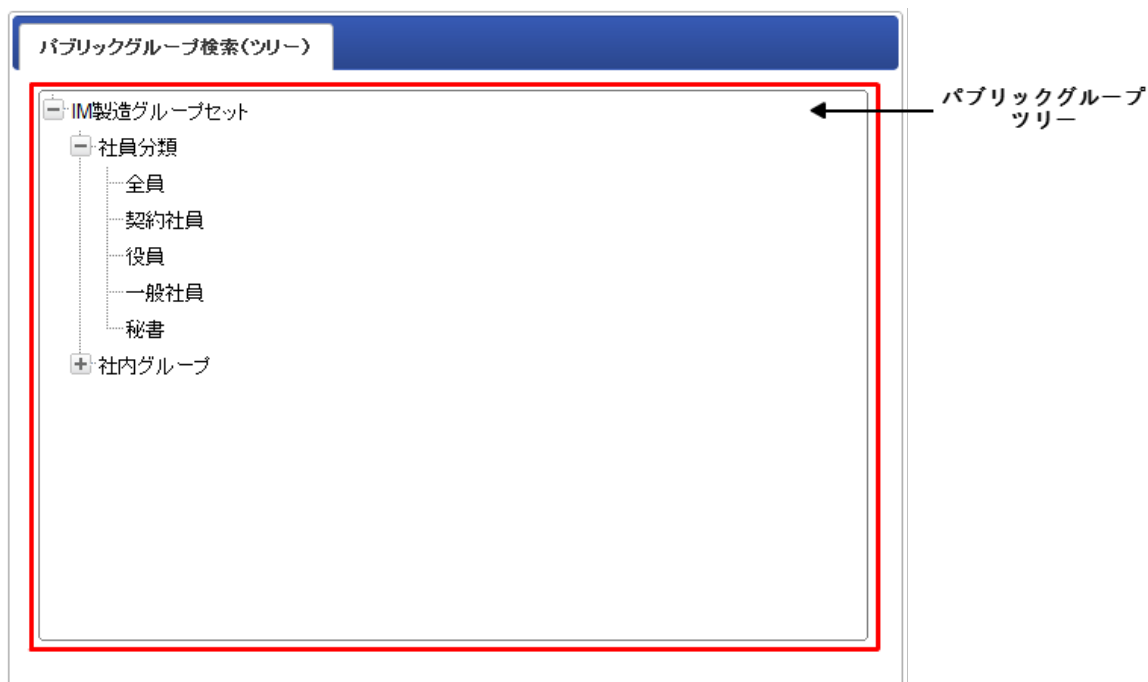 パブリックグループ検索(ツリー)
IM製造グループセット
社員分類
全員
契約社員
役員
一般社員
秘書
社内グループ
パブリックグループ
ツリー